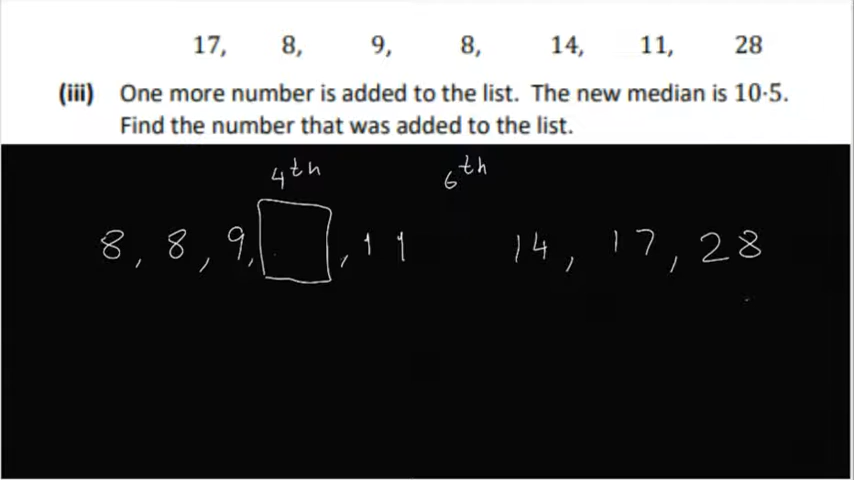 17, 8, 9, 8, 14, 11, 28
(iii) One more number is added to the list. The new median is 10·5.
Find the number that was added to the list.
4th 6th
8, 8, 9, , 11 14, 17, 28